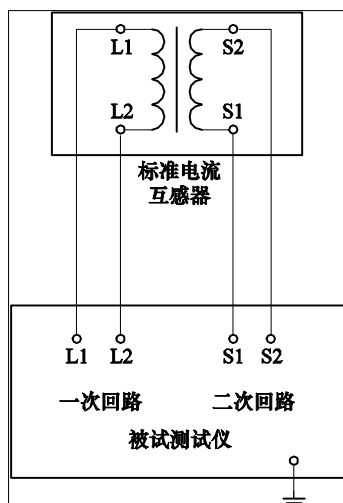 L1 S2
L2 S1
标准电流
互感器
L1 L2 S1 S2
一次回路 二次回路
被试测试仪